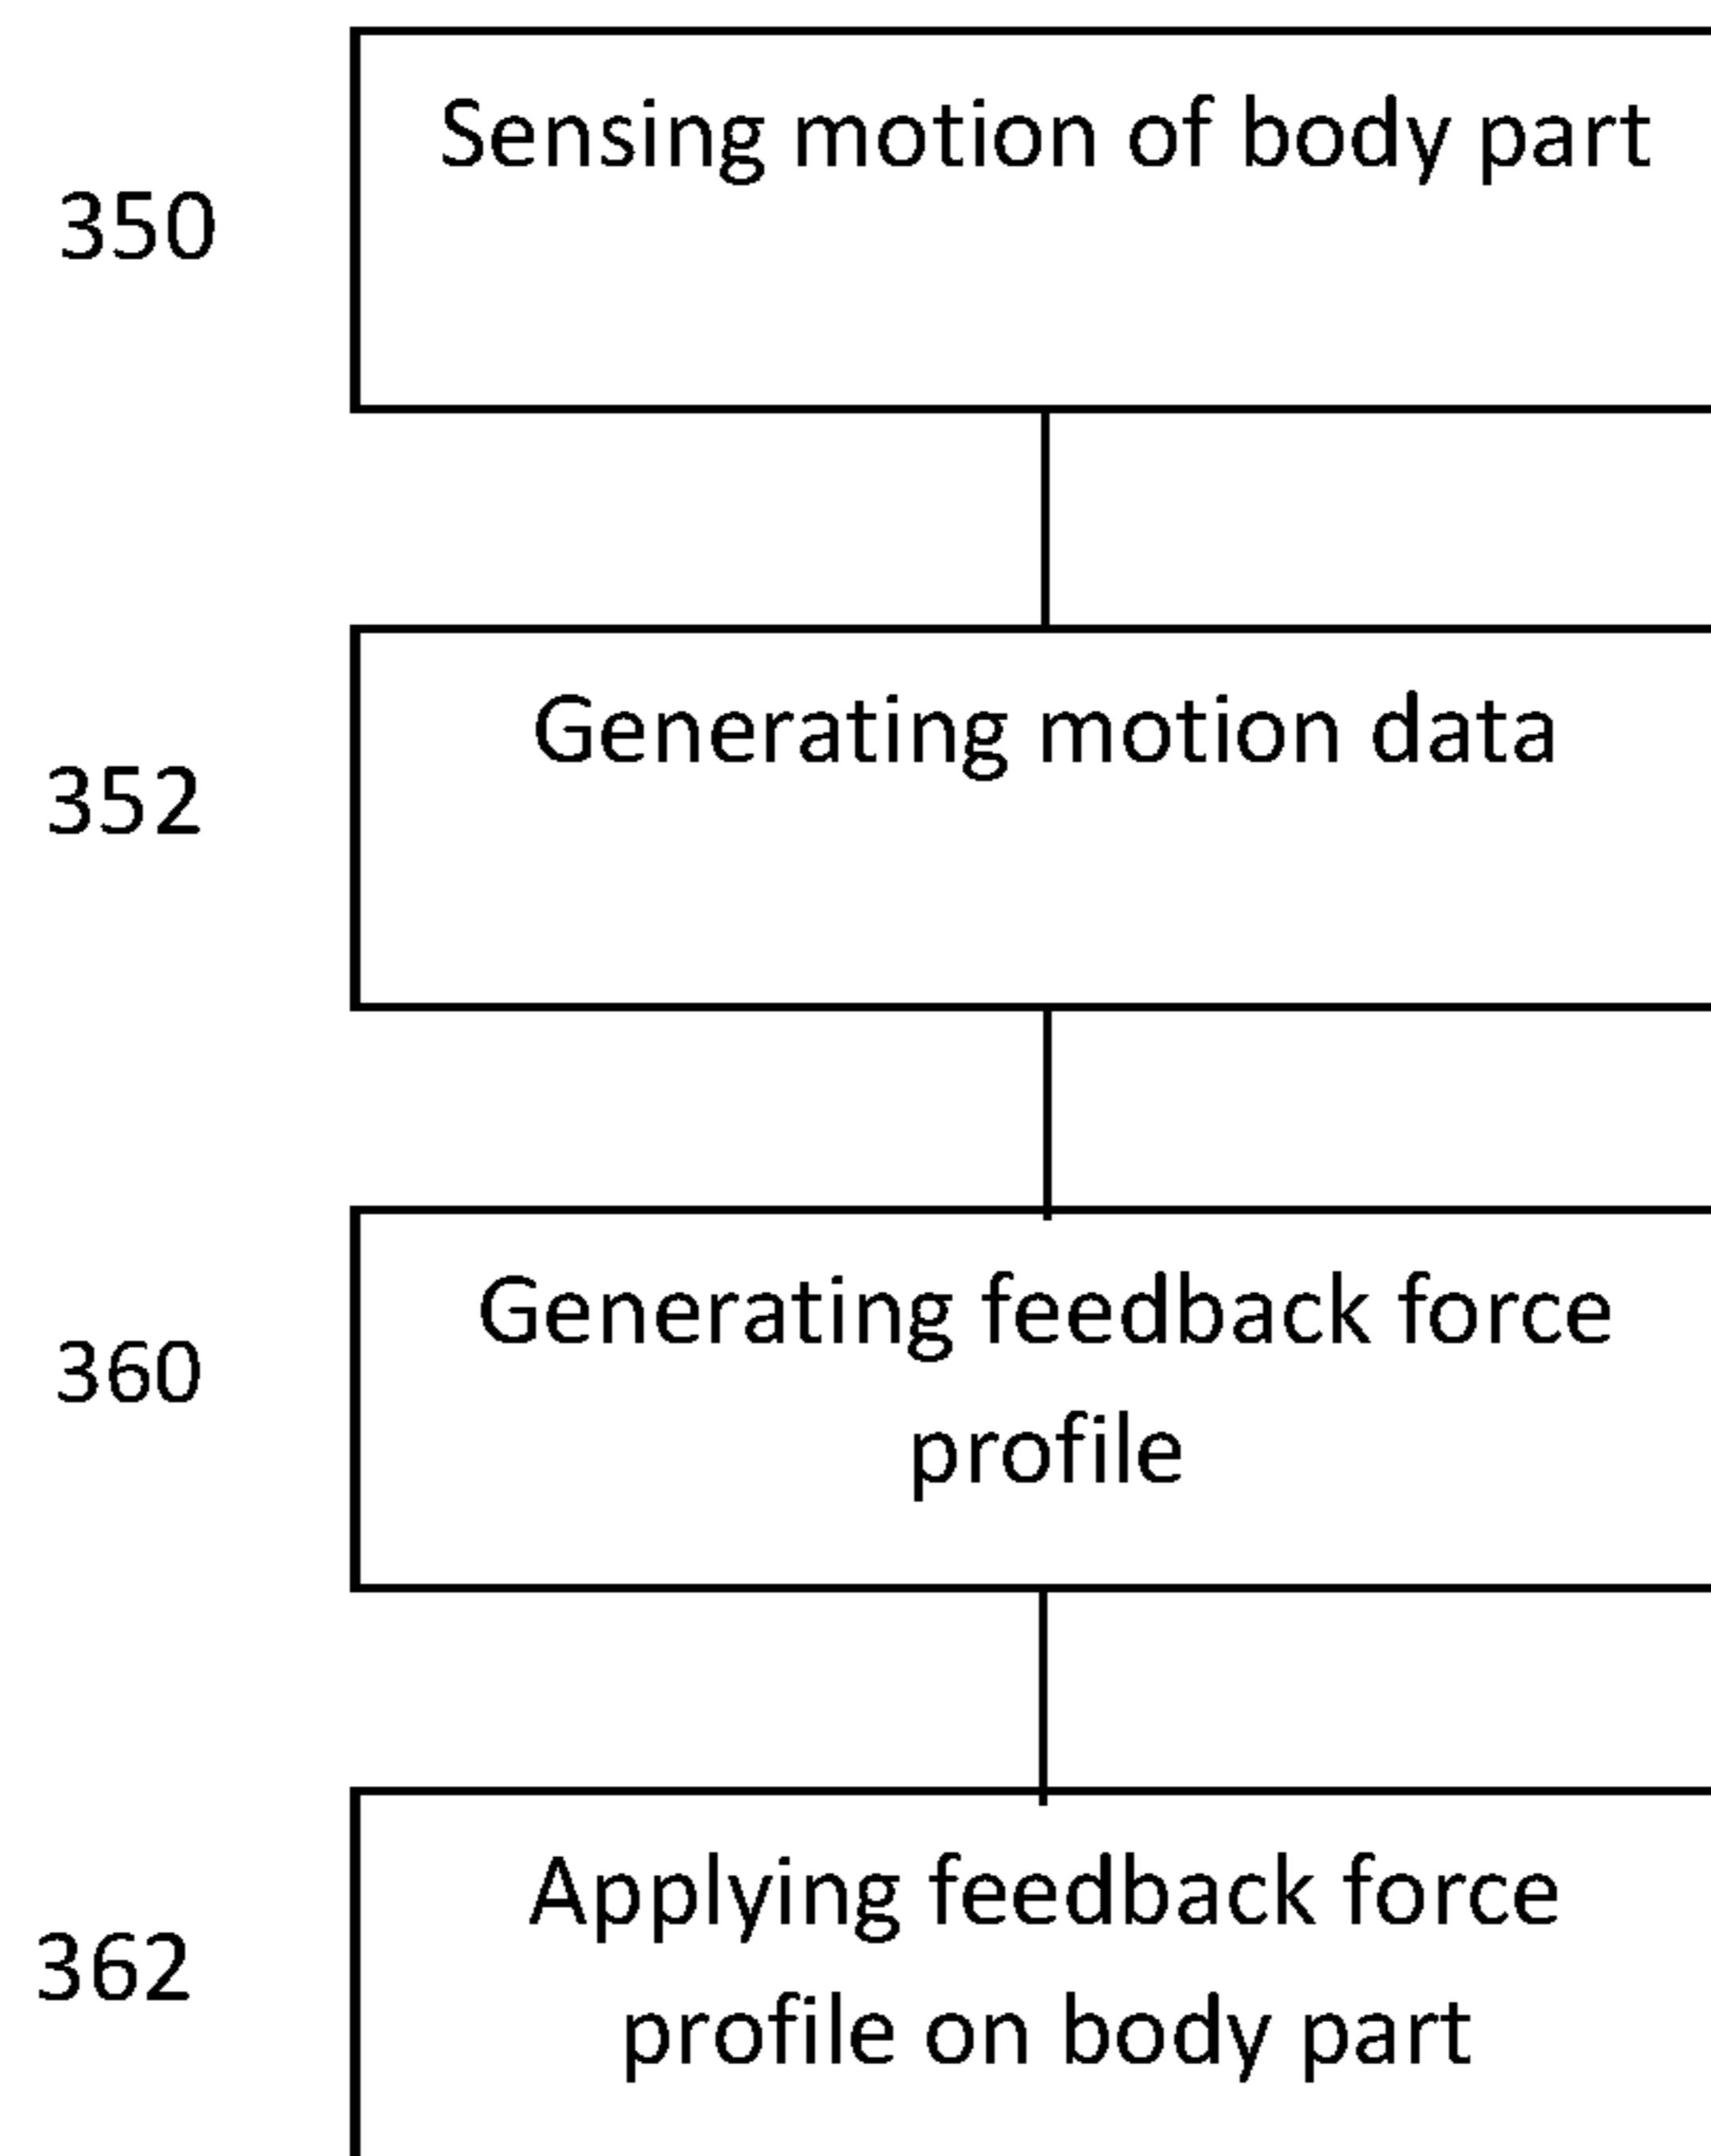 Sensing motion of body part
350
Generating motion data
352
Generating feedback force
360
profile
Applying feedback force
362
profile on body part